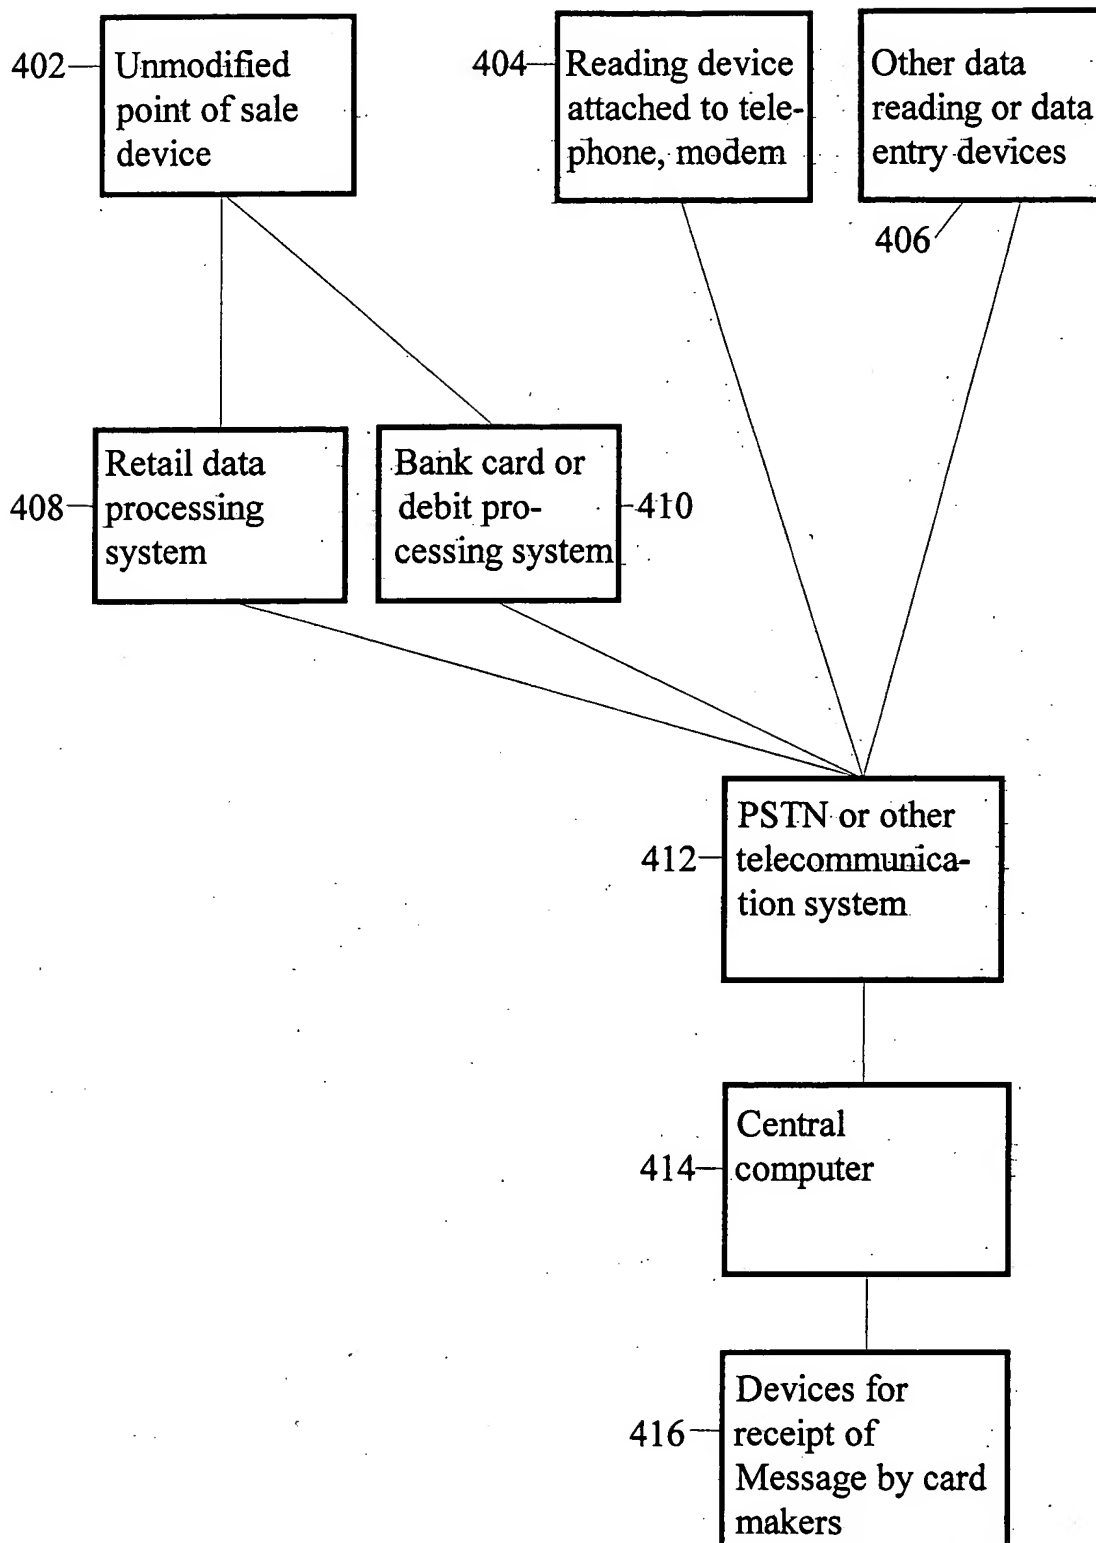 402
Unmodified
point of sale
device
404
Reading device
attached to tele-
phone, modem
Other data
reading or data
entry devices
406
408
Retail data
processing
system
Bank card or
debit pro-
cessing system
410
412
PSTN or other
telecommunica-
tion system
414
Central
computer
416
Devices for
receipt of
Message by card
makers